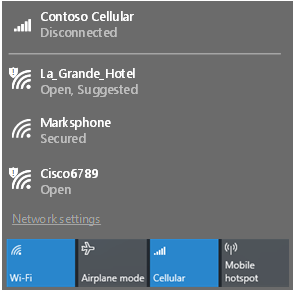 Contoso Cellular
Disconnected
La_Grande_Hotel
Open, Suggested
Marksphone
Secured
Cisco6789
Open
Network settings
Wi-Fi
Airplane mode
Cellular
Mobile
hotspot